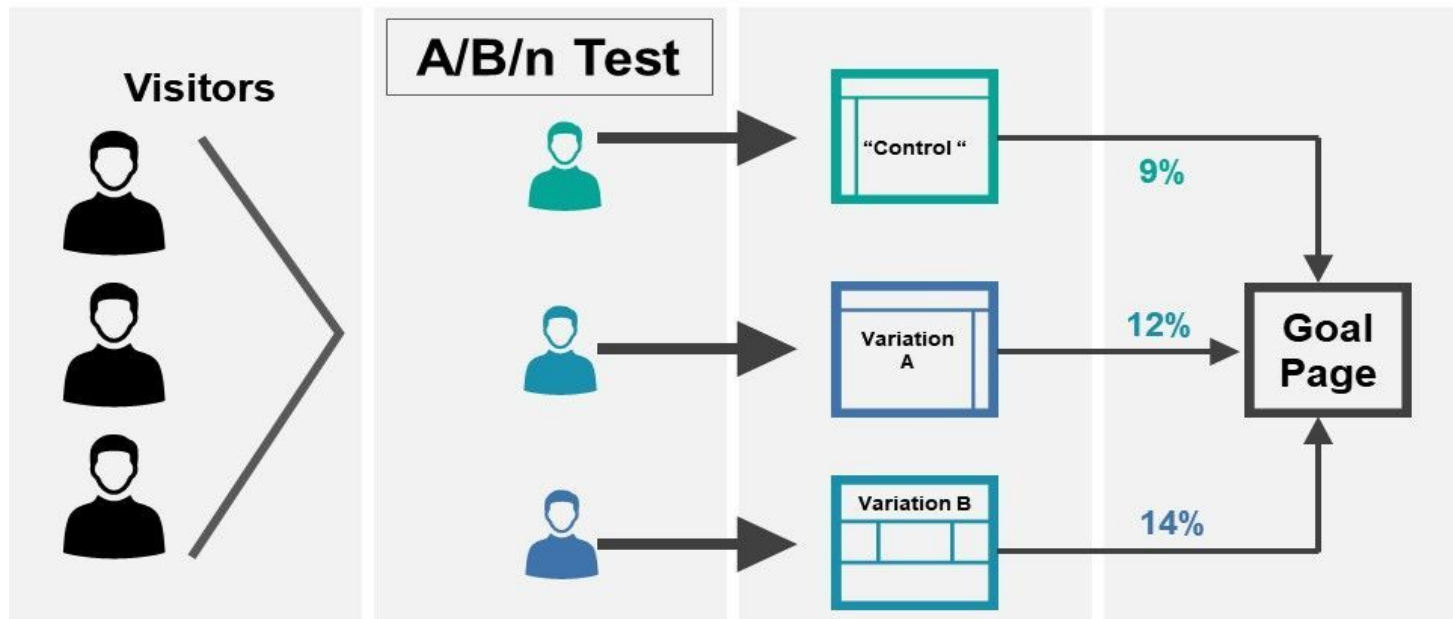 A/B/n Test
Visitors
“Control “
9%
Variation
A
12%
Goal
Page
Variation B
14%